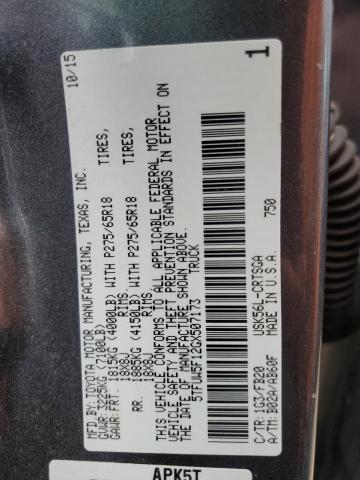 MFD.BY:TOYOTA MOTOR MANUFACTURING, TEXAS, INC. 10/15
GVWR:3225KG(7100LB)
GAWR:FRT. 1815KG(4000LB) WITH P275/65R18 TIRES,
18X8J RIMS
RR. 1885KG(4150LB) WITH P275/65R18 TIRES,
18X8J RIMS
THIS VEHICLE CONFORMS TO ALL APPLICABLE FEDERAL MOTOR
VEHICLE SAFETY AND THEFT PREVENTION STANDARDS IN EFFECT ON
THE DATE OF MANUFACTURE SHOWN ABOVE.
5TFUW5F12GX507173 TRUCK
C/TR: 1G3/FB20 USK56L-CRTSGA 750
A/TM: B02A/AB60F MADE IN U.S.A. 1
APK5T